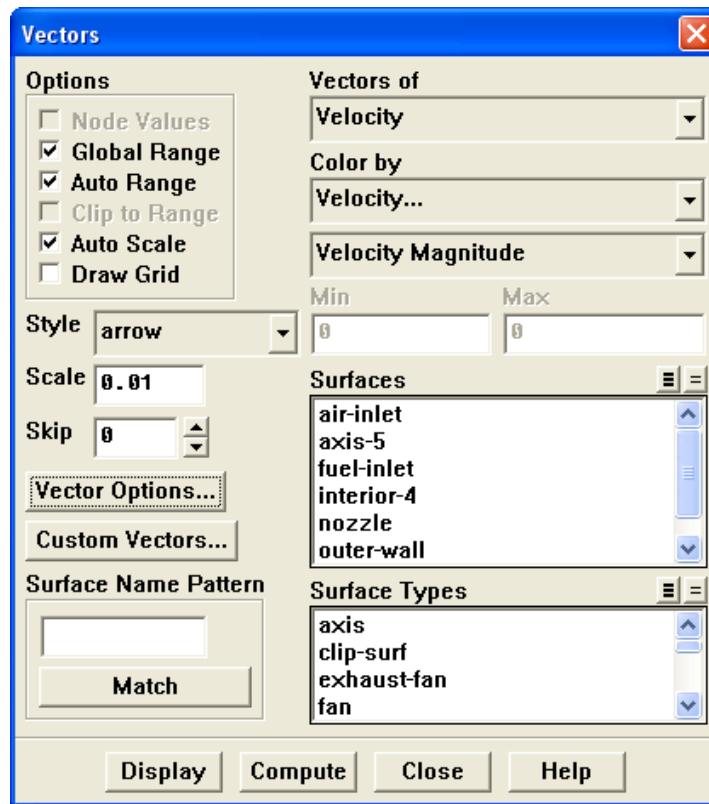 Vectors
Options
Node Values
Global Range
Auto Range
Clip to Range
Auto Scale
Draw Grid
Style arrow
Scale 0.01
Skip 0
Vector Options...
Custom Vectors...
Surface Name Pattern
Match
Vectors of
Velocity
Color by
Velocity...
Velocity Magnitude
Min Max
0 0
Surfaces
air-inlet
axis-5
fuel-inlet
interior-4
nozzle
outer-wall
Surface Types
axis
clip-surf
exhaust-fan
fan
Display Compute Close Help